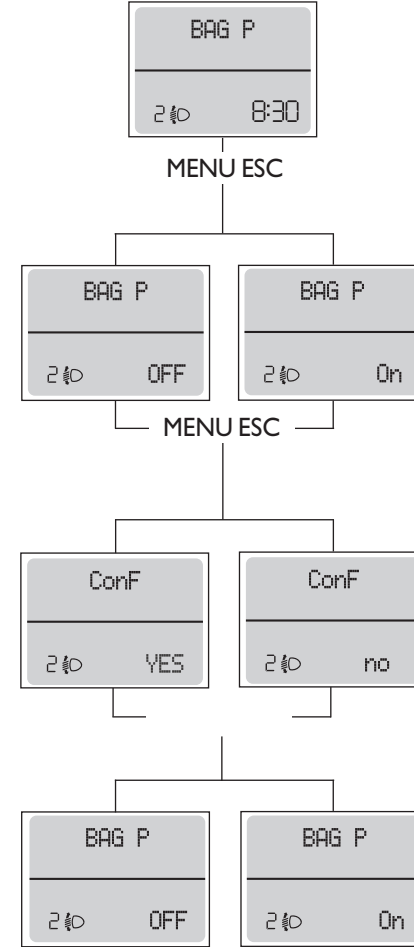 BAG P
2 8:30
MENU ESC
BAG P
2 OFF
BAG P
2 On
MENU ESC
ConF
2 YES
ConF
2 no
BAG P
2 OFF
BAG P
2 On